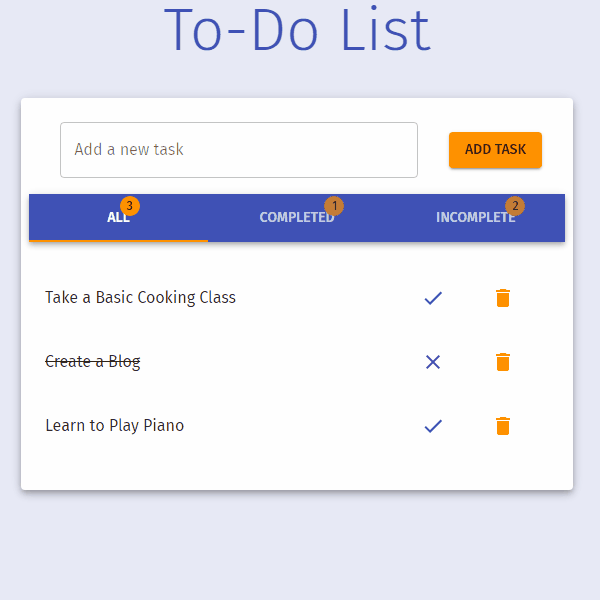 To-Do List
Add a new task
ADD TASK
ALL 3
COMPLETED 1
INCOMPLETE 2
Take a Basic Cooking Class
Create a Blog
Learn to Play Piano